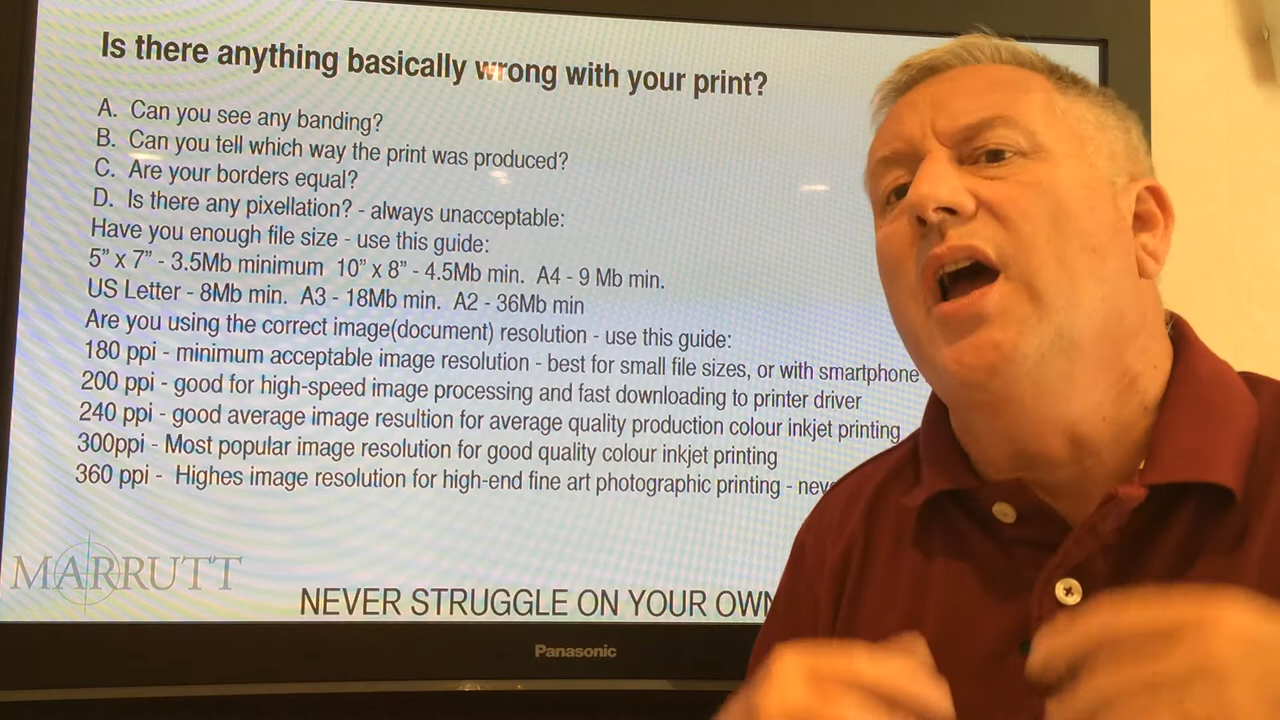 Is there anything basically wrong with your print?
A. Can you see any banding?
B. Can you tell which way the print was produced?
C. Are your borders equal?
D. Is there any pixellation? - always unacceptable:
Have you enough file size - use this guide:
5” x 7” - 3.5Mb minimum 10” x 8” - 4.5Mb min. A4 - 9 Mb min.
US Letter - 8Mb min. A3 - 18Mb min. A2 - 36Mb min
Are you using the correct image(document) resolution - use this guide:
180 ppi - minimum acceptable image resolution - best for small file sizes, or with smartphone
200 ppi - good for high-speed image processing and fast downloading to printer driver
240 ppi - good average image resultion for average quality production colour inkjet printing
300ppi - Most popular image resolution for good quality colour inkjet printing
360 ppi - Highes image resolution for high-end fine art photographic printing -
MARRUTT
NEVER STRUGGLE ON YOUR OWN
Panasonic